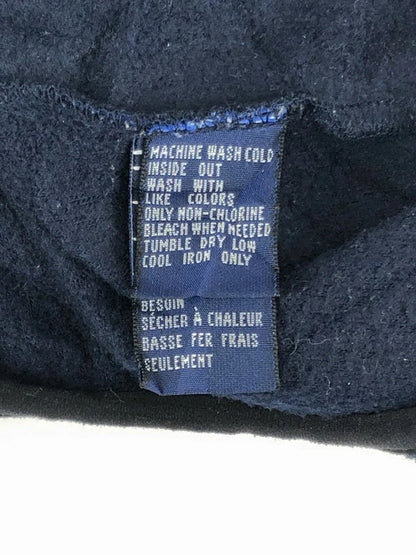 MACHINE WASH COLD
INSIDE OUT
WASH WITH
LIKE COLORS
ONLY NON-CHLORINE
BLEACH WHEN NEEDED
TUMBLE DRY LOW
COOL IRON ONLY
BESOIN
SÉCHER À CHALEUR
BASSE FER FRAIS
SEULEMENT